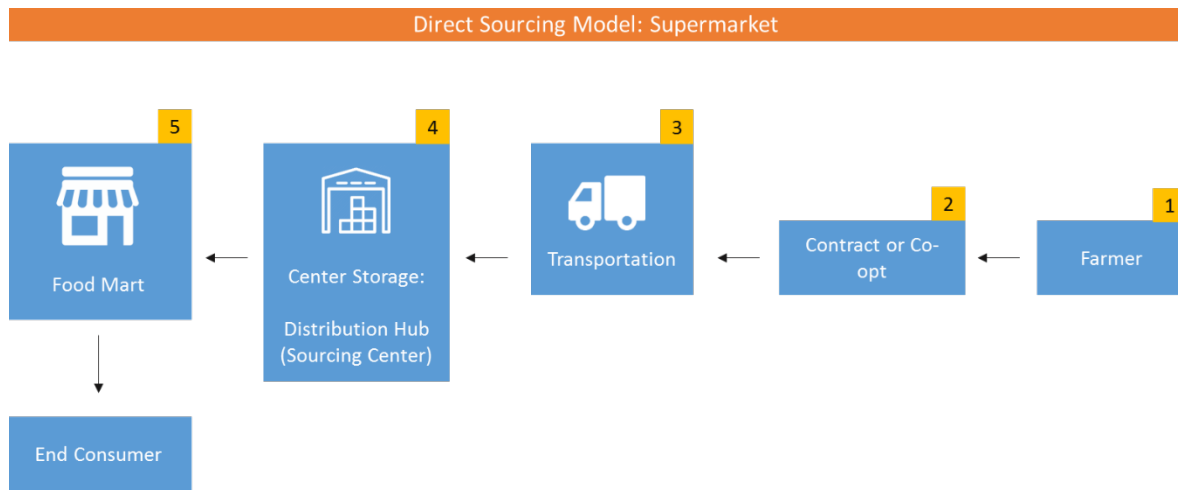 Direct Sourcing Model: Supermarket
5
4
3
2
1
Food Mart
Center Storage:
Distribution Hub
(Sourcing Center)
Transportation
Contract or Co-
opt
Farmer
End Consumer